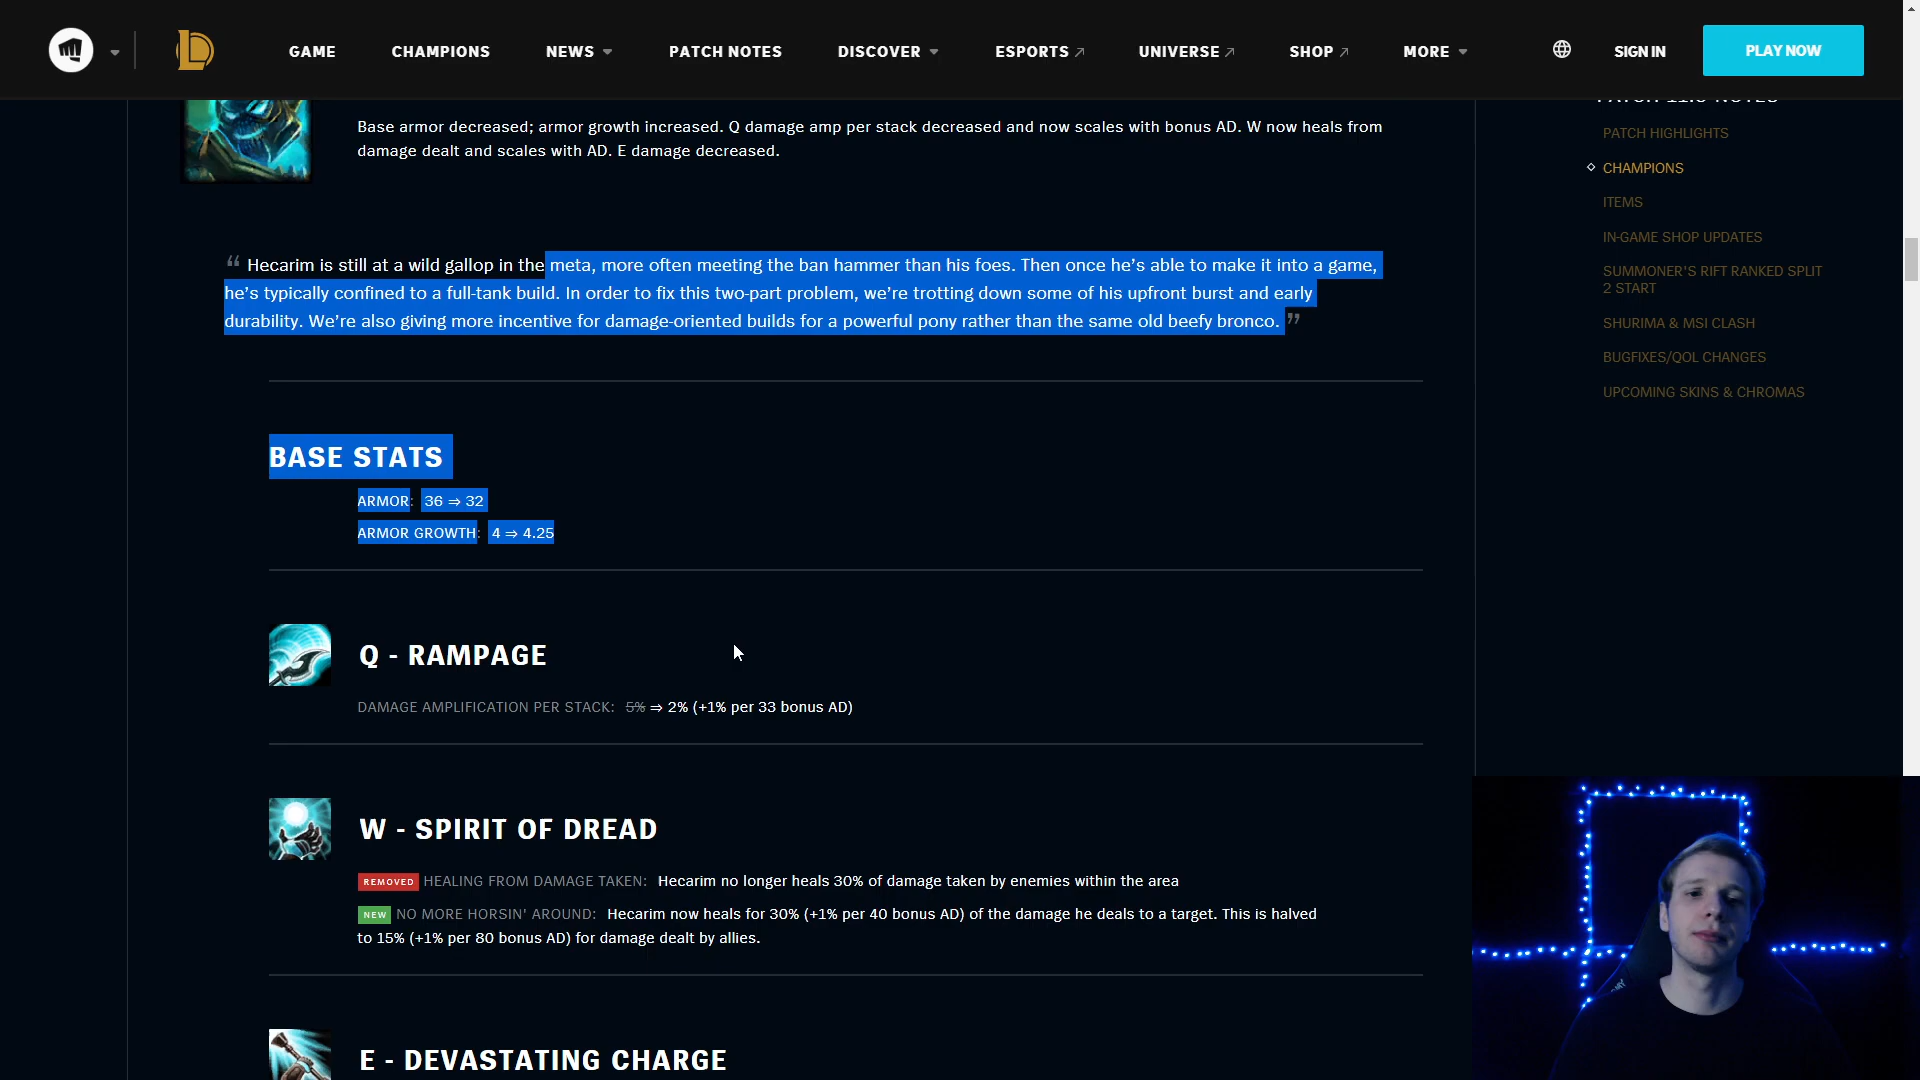 GAME CHAMPIONS NEWS PATCH NOTES DISCOVER ESPORTS UNIVERSE SHOP MORE SIGN IN PLAY NOW
Base armor decreased; armor growth increased. Q damage amp per stack decreased and now scales with bonus AD. W now heals from
damage dealt and scales with AD. E damage decreased.
“ Hecarim is still at a wild gallop in the meta, more often meeting the ban hammer than his foes. Then once he’s able to make it into a game,
he’s typically confined to a full-tank build. In order to fix this two-part problem, we’re trotting down some of his upfront burst and early
durability. We’re also giving more incentive for damage-oriented builds for a powerful pony rather than the same old beefy bronco. ”
BASE STATS
ARMOR: 36 ⇒ 32
ARMOR GROWTH: 4 ⇒ 4.25
Q - RAMPAGE
DAMAGE AMPLIFICATION PER STACK: 5% ⇒ 2% (+1% per 33 bonus AD)
W - SPIRIT OF DREAD
REMOVED HEALING FROM DAMAGE TAKEN: Hecarim no longer heals 30% of damage taken by enemies within the area
NEW NO MORE HORSIN' AROUND: Hecarim now heals for 30% (+1% per 40 bonus AD) of the damage he deals to a target. This is halved
to 15% (+1% per 80 bonus AD) for damage dealt by allies.
E - DEVASTATING CHARGE
PATCH HIGHLIGHTS
CHAMPIONS
ITEMS
IN-GAME SHOP UPDATES
SUMMONER'S RIFT RANKED SPLIT
2 START
SHURIMA & MSI CLASH
BUGFIXES/QOL CHANGES
UPCOMING SKINS & CHROMAS